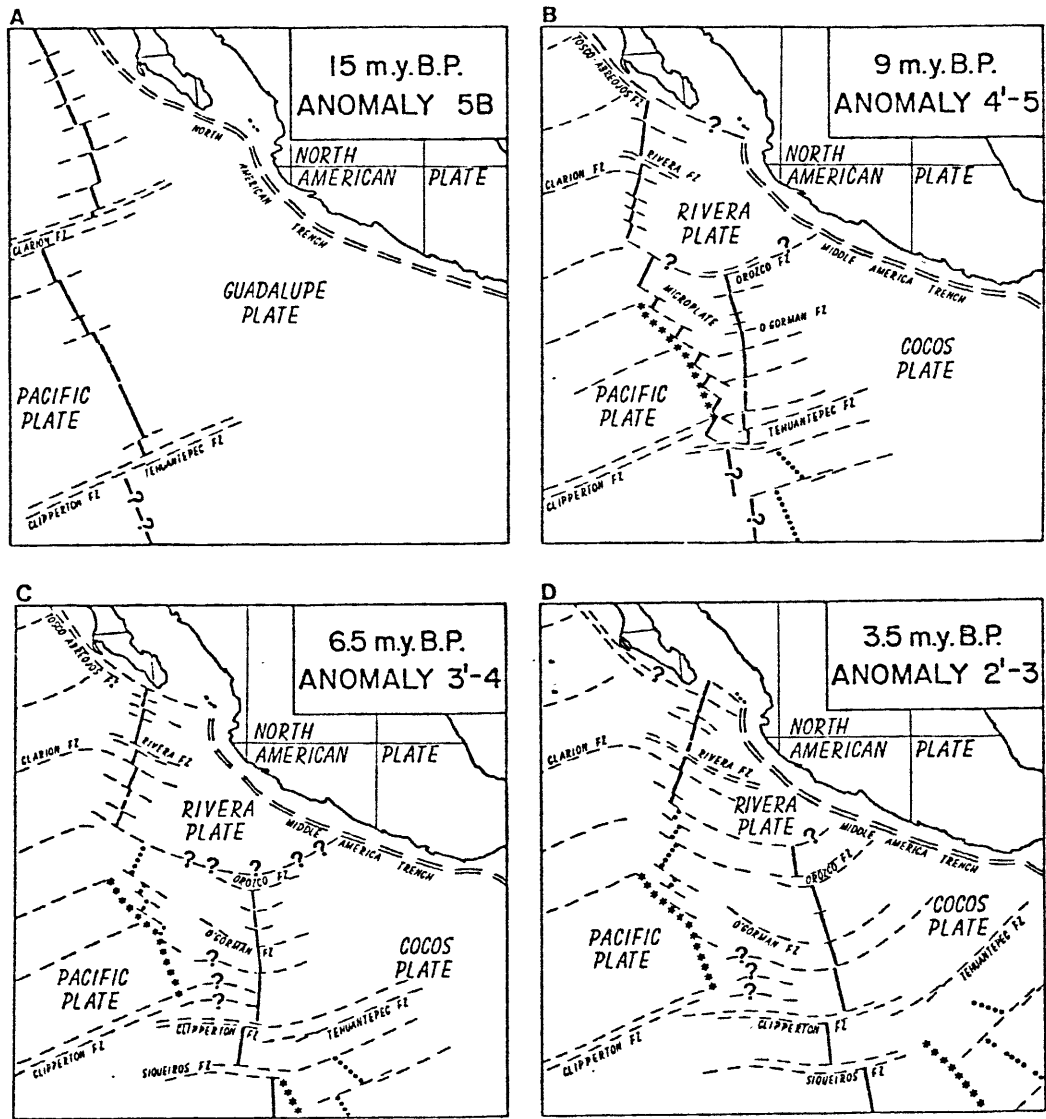 A
15 m.y. B.P.
ANOMALY 5B
NORTH
AMERICAN
TRENCH
NORTH
AMERICAN PLATE
CLARION FZ
GUADALUPE
PLATE
PACIFIC
PLATE
TEHUANTEPEC FZ
CLIPPERTON FZ
?
?
B
9 m.y. B.P.
ANOMALY 4'-5
TOSCO ABREOJOS FZ
?
NORTH
AMERICAN PLATE
CLARION FZ
RIVERA FZ
RIVERA
PLATE
?
?
OROZCO FZ
MIDDLE AMERICA TRENCH
MICROPLATE
O'GORMAN FZ
COCOS
PLATE
PACIFIC
PLATE
TEHUANTEPEC FZ
CLIPPERTON FZ
?
?
C
6.5 m.y. B.P.
ANOMALY 3'-4
TOSCO ABREOJOS FZ
NORTH
AMERICAN PLATE
CLARION FZ
RIVERA FZ
RIVERA
PLATE
MIDDLE AMERICA TRENCH
? ? ? ? ?
OROZCO FZ
O'GORMAN FZ
COCOS
PLATE
PACIFIC
PLATE
?
?
?
CLIPPERTON FZ
TEHUANTEPEC FZ
CLIPPERTON FZ
SIQUEIROS FZ
D
3.5 m.y. B.P.
ANOMALY 2'-3
?
NORTH
AMERICAN PLATE
CLARION FZ
RIVERA FZ
RIVERA
PLATE
?
MIDDLE AMERICA TRENCH
OROZCO FZ
COCOS
PLATE
O'GORMAN FZ
PACIFIC
PLATE
?
?
?
TEHUANTEPEC FZ
CLIPPERTON FZ
CLIPPERTON FZ
SIQUEIROS FZ